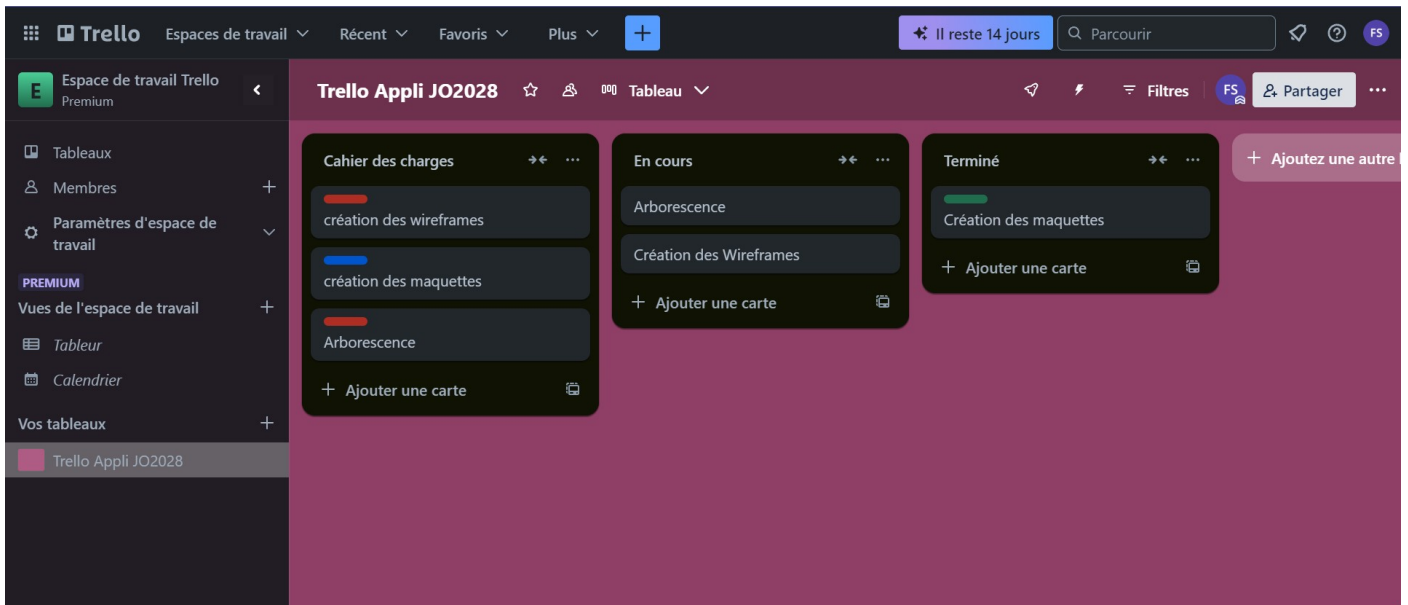 Trello
Espaces de travail
Récent
Favoris
Plus
Il reste 14 jours
Parcourir
FS
E
Espace de travail Trello
Premium
Trello Appli JO2028
Tableau
Filtres
FS
Partager
Tableaux
Membres
Paramètres d'espace de
travail
PREMIUM
Vues de l'espace de travail
Tableur
Calendrier
Vos tableaux
Trello Appli JO2028
Cahier des charges
création des wireframes
création des maquettes
Arborescence
Ajouter une carte
En cours
Arborescence
Création des Wireframes
Ajouter une carte
Terminé
Création des maquettes
Ajouter une carte
Ajoutez une autre